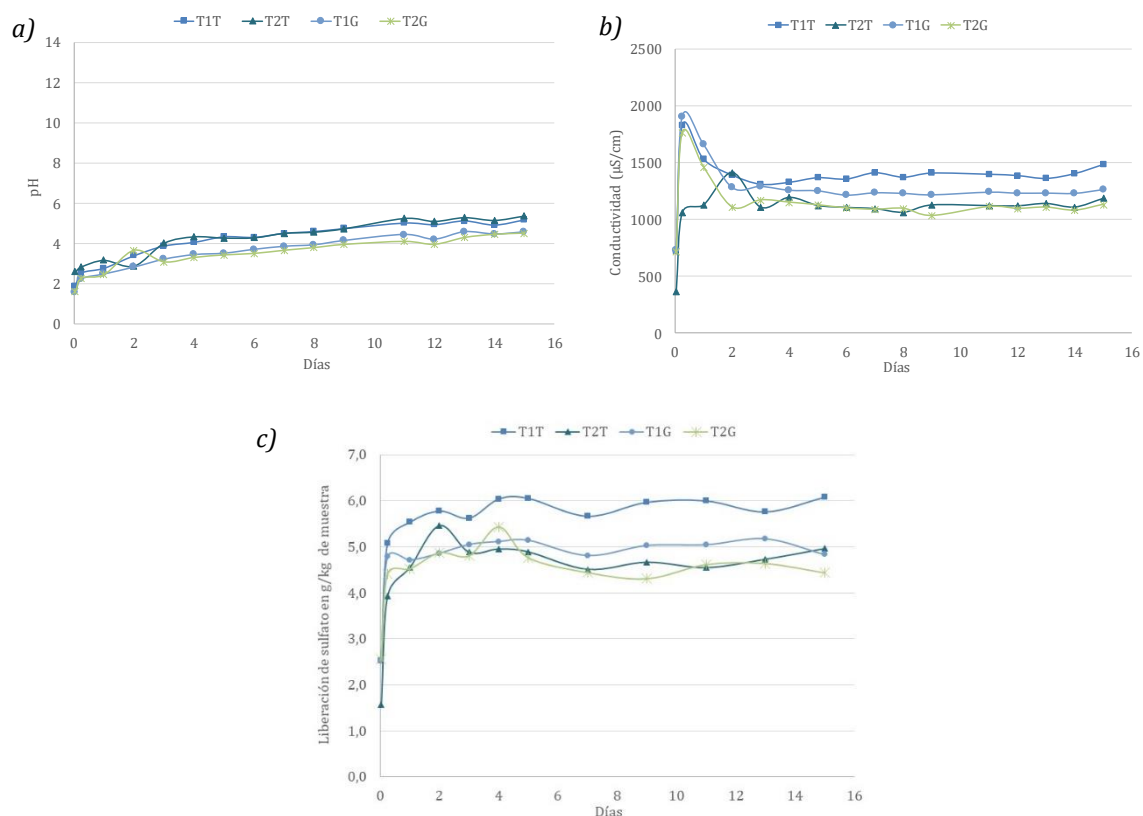 a)
T1T T2T T1G T2G
14
12
10
8
6
4
2
0
pH
0 2 4 6 8 10 12 14 16
Días
b)
T1T T2T T1G T2G
2500
2000
1500
1000
500
0
Conductividad (µS/cm)
0 2 4 6 8 10 12 14 16
Días
c)
T1T T2T T1G T2G
7,0
6,0
5,0
4,0
3,0
2,0
1,0
0,0
Liberación de sulfato en g/kg de muestra
0 2 4 6 8 10 12 14 16
Días